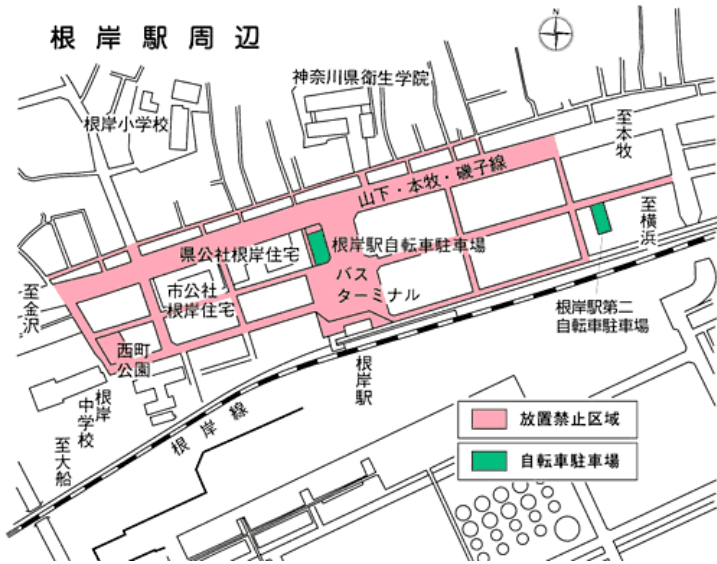 根岸駅周辺
N
神奈川県衛生学院
根岸小学校
至本牧
山下・本牧・磯子線
至横浜
県公社根岸住宅
根岸駅自転車駐車場
バス
ターミナル
市公社
根岸住宅
至金沢
根岸駅第二
自転車駐車場
西町
公園
根岸駅
根岸
中学校
根岸線
至大船
放置禁止区域
自転車駐車場